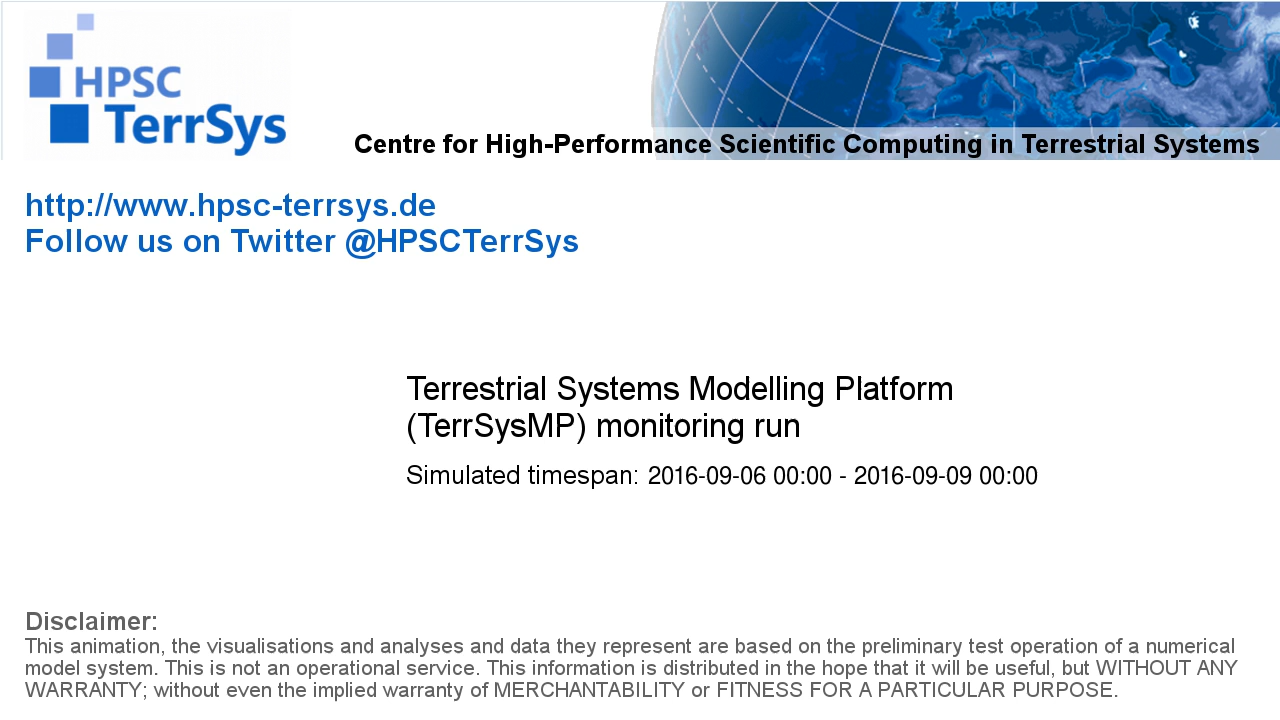 HPSC
TerrSys
Centre for High-Performance Scientific Computing in Terrestrial Systems
http://www.hpsc-terrsys.de
Follow us on Twitter @HPSCTerrSys
Terrestrial Systems Modelling Platform
(TerrSysMP) monitoring run
Simulated timespan: 2016-09-06 00:00 - 2016-09-09 00:00
Disclaimer:
This animation, the visualisations and analyses and data they represent are based on the preliminary test operation of a numerical
model system. This is not an operational service. This information is distributed in the hope that it will be useful, but WITHOUT ANY
WARRANTY; without even the implied warranty of MERCHANTABILITY or FITNESS FOR A PARTICULAR PURPOSE.